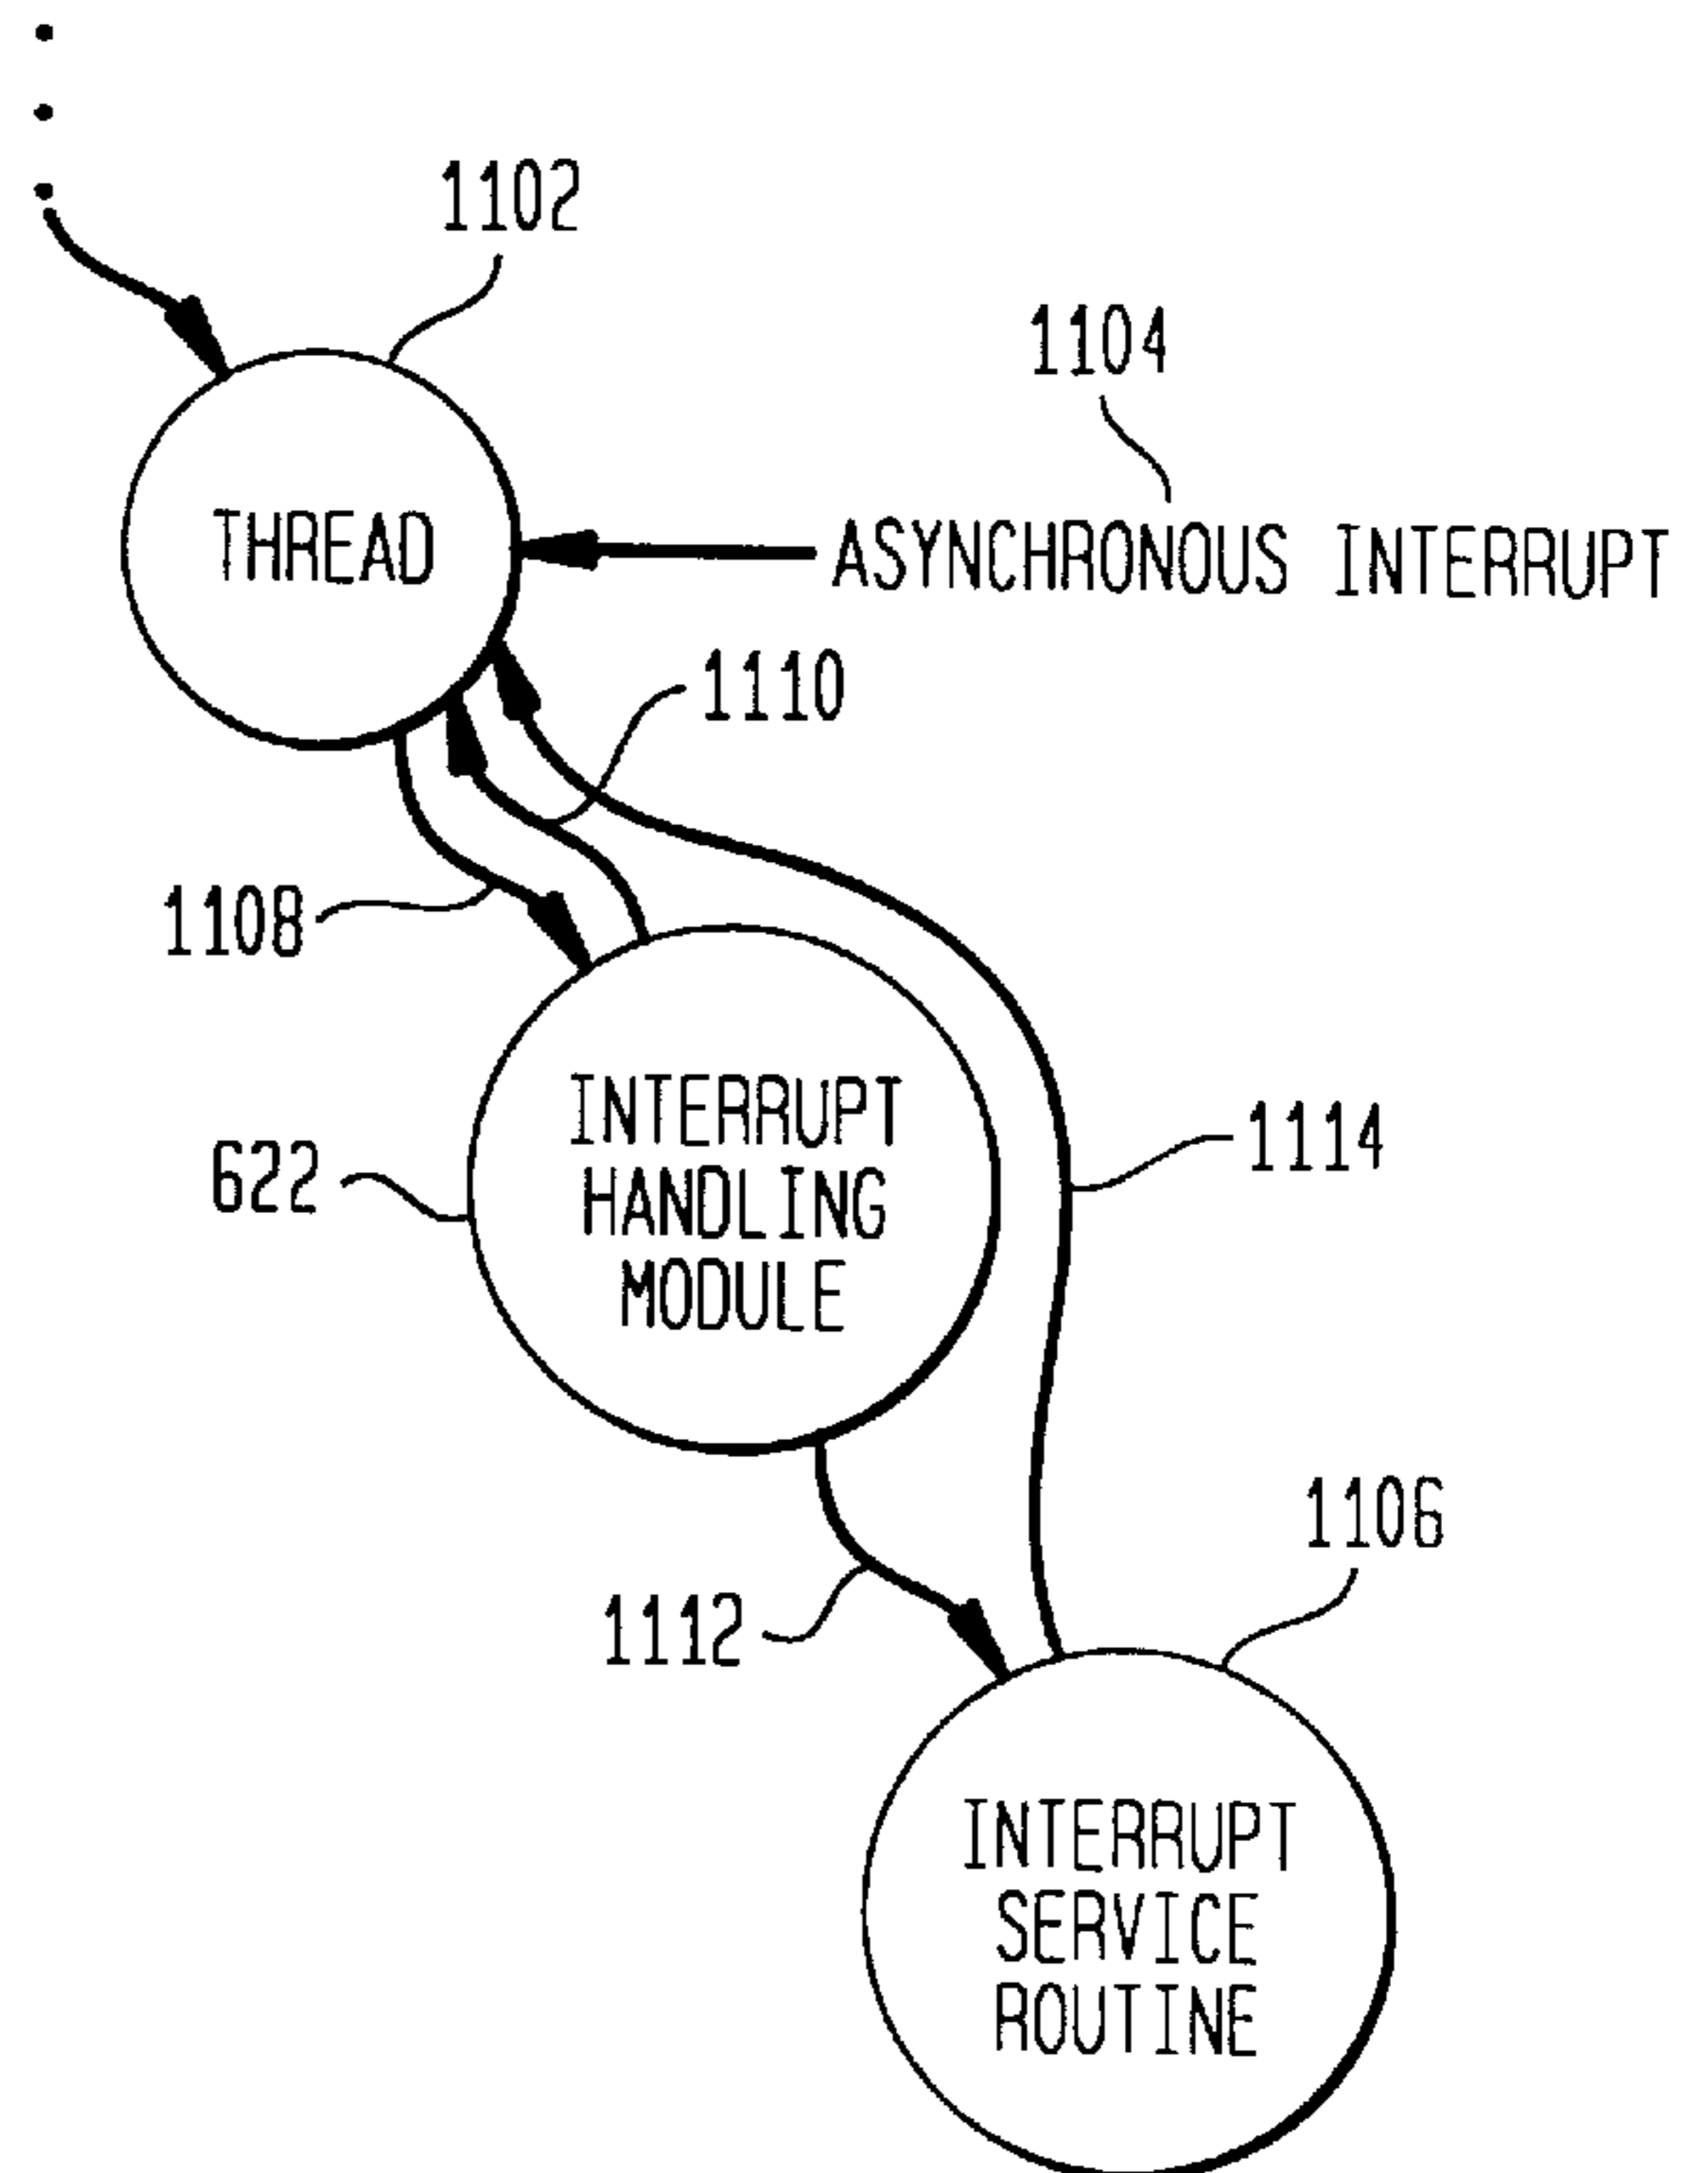 1102
1104
THREAD
ASYNCHRONOUS INTERRUPT
1110
1108
INTERRUPT
HANDLING
MODULE
622
1114
1106
1112
INTERRUPT
SERVICE
ROUTINE